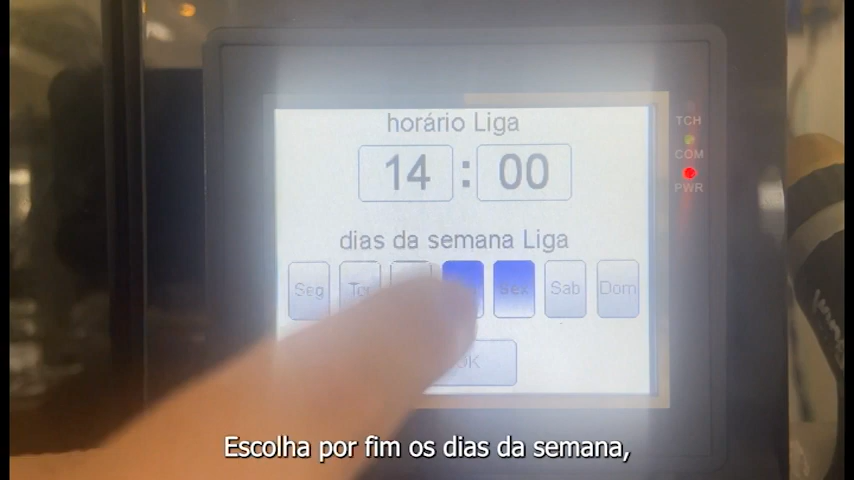 horário Liga
TCH
14 : 00
COM
PWR
dias da semana Liga
Seg Sex Sab Dom
OK
Escolha por fim os dias da semana,